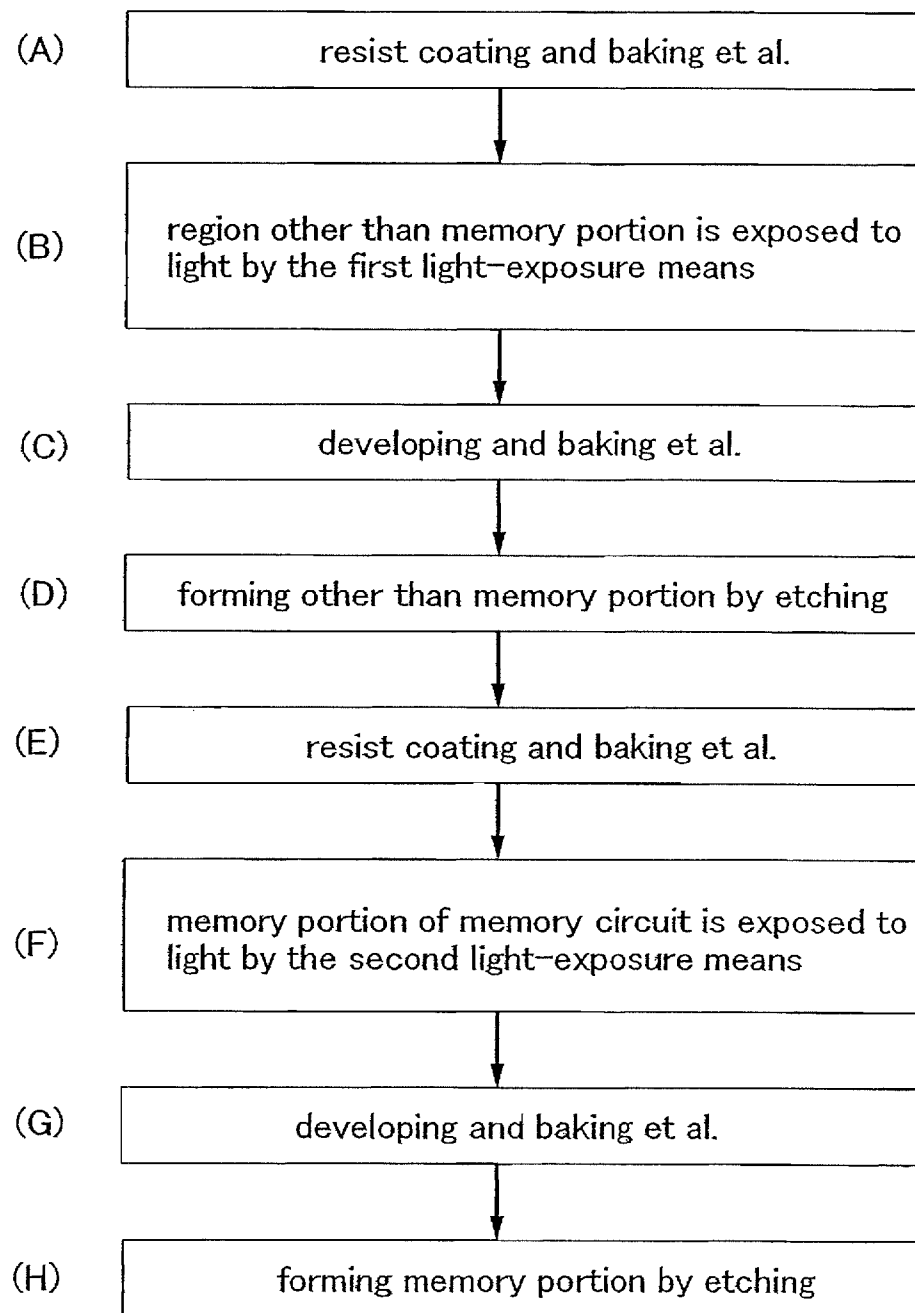 (A)
resist coating and baking et al.
(B)
region other than memory portion is exposed to
light by the first light-exposure means
(C)
developing and baking et al.
(D)
forming other than memory portion by etching
(E)
resist coating and baking et al.
(F)
memory portion of memory circuit is exposed to
light by the second light-exposure means
(G)
developing and baking et al.
(H)
forming memory portion by etching